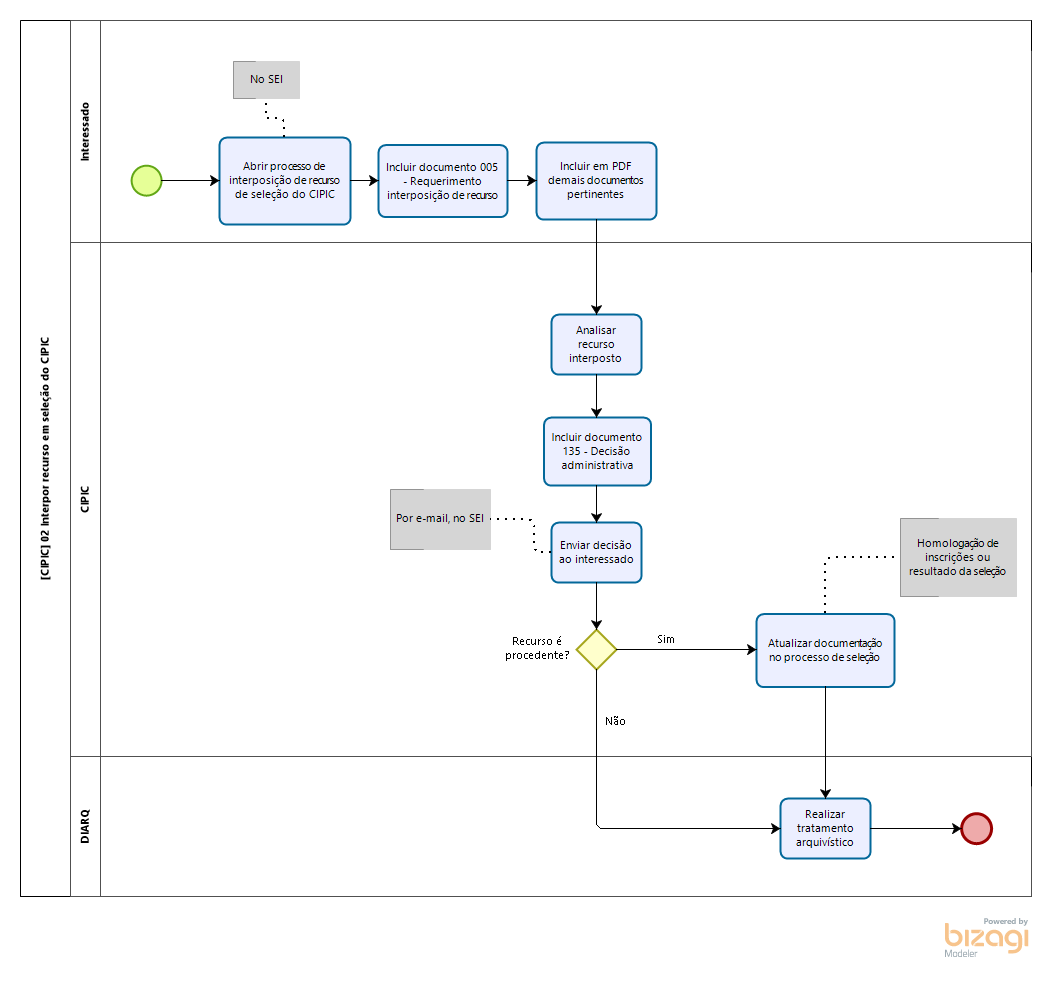 [CIPIC] 02 Interpor recurso em seleção do CIPIC
Interessado
No SEI
Abrir processo de
interposição de recurso
de seleção do CIPIC
Incluir documento 005
- Requerimento
interposição de recurso
Incluir em PDF
demais documentos
pertinentes
CIPIC
Analisar
recurso
interposto
Incluir documento
135 - Decisão
administrativa
Por e-mail, no SEI
Enviar decisão
ao interessado
Homologação de
inscrições ou
resultado da seleção
Recurso é
procedente?
Sim
Atualizar documentação
no processo de seleção
Não
DIARQ
Realizar
tratamento
arquivístico
Powered by
bizagi
Modeler